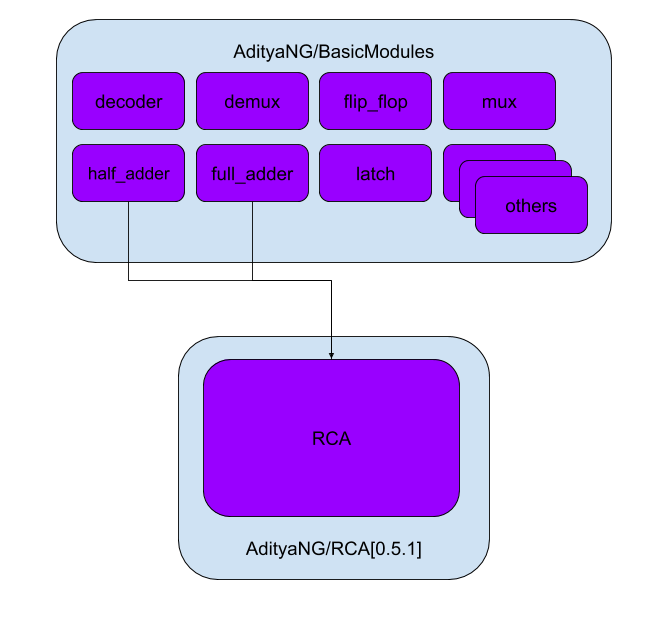 AdityaNG/BasicModules
decoder
demux
flip_flop
mux
half_adder
full_adder
latch
others
RCA
AdityaNG/RCA[0.5.1]